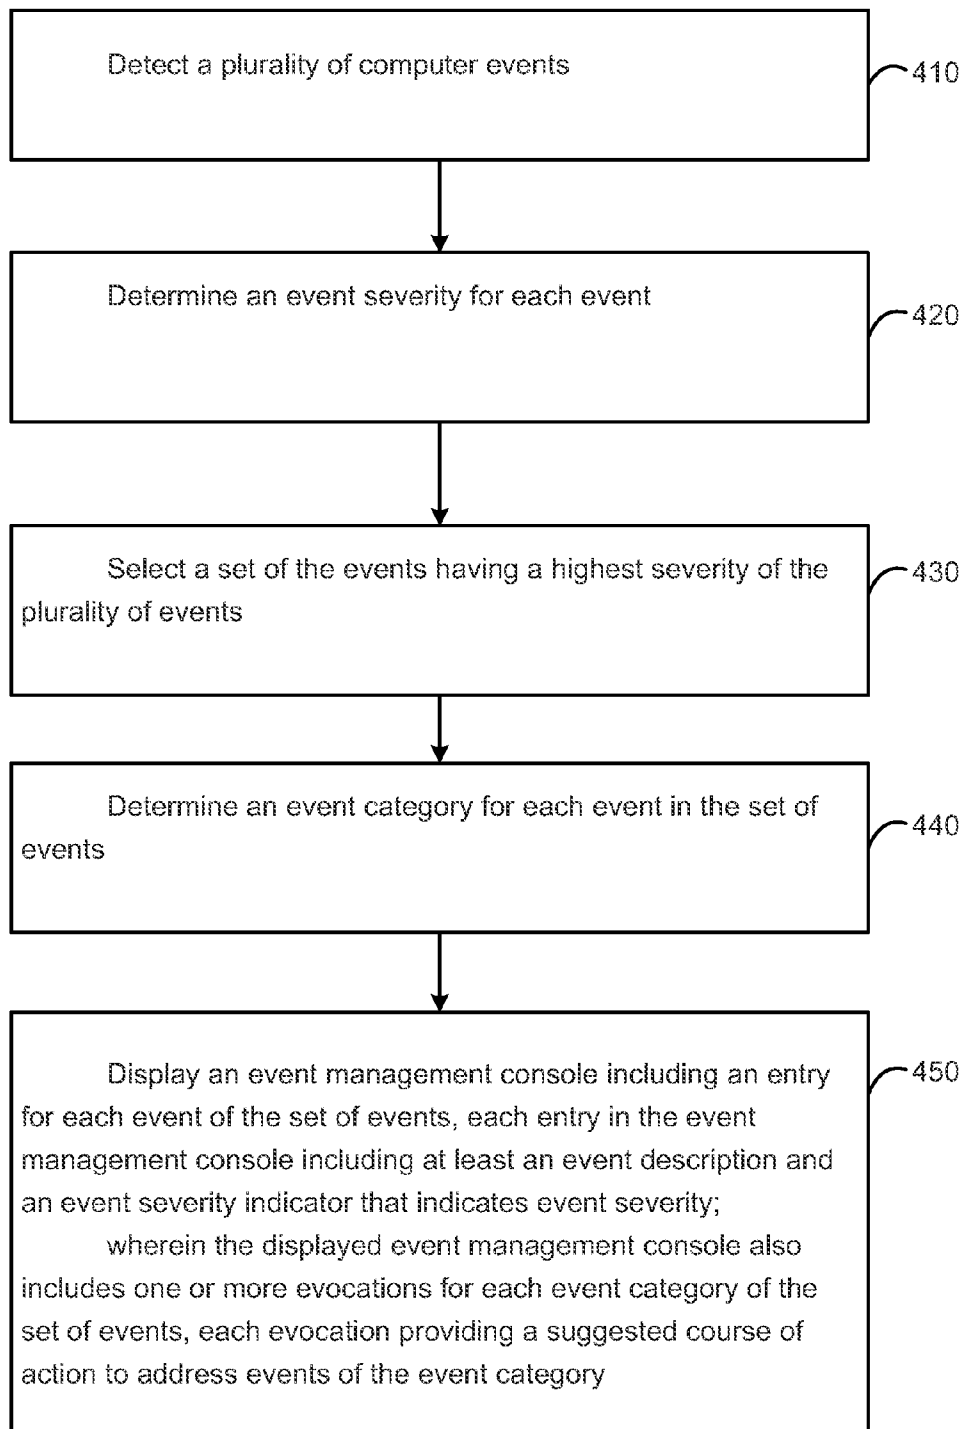 Detect a plurality of computer events
410
Determine an event severity for each event
420
Select a set of the events having a highest severity of the
plurality of events
430
Determine an event category for each event in the set of
events
440
Display an event management console including an entry
for each event of the set of events, each entry in the event
management console including at least an event description and
an event severity indicator that indicates event severity;
wherein the displayed event management console also
includes one or more evocations for each event category of the
set of events, each evocation providing a suggested course of
action to address events of the event category
450